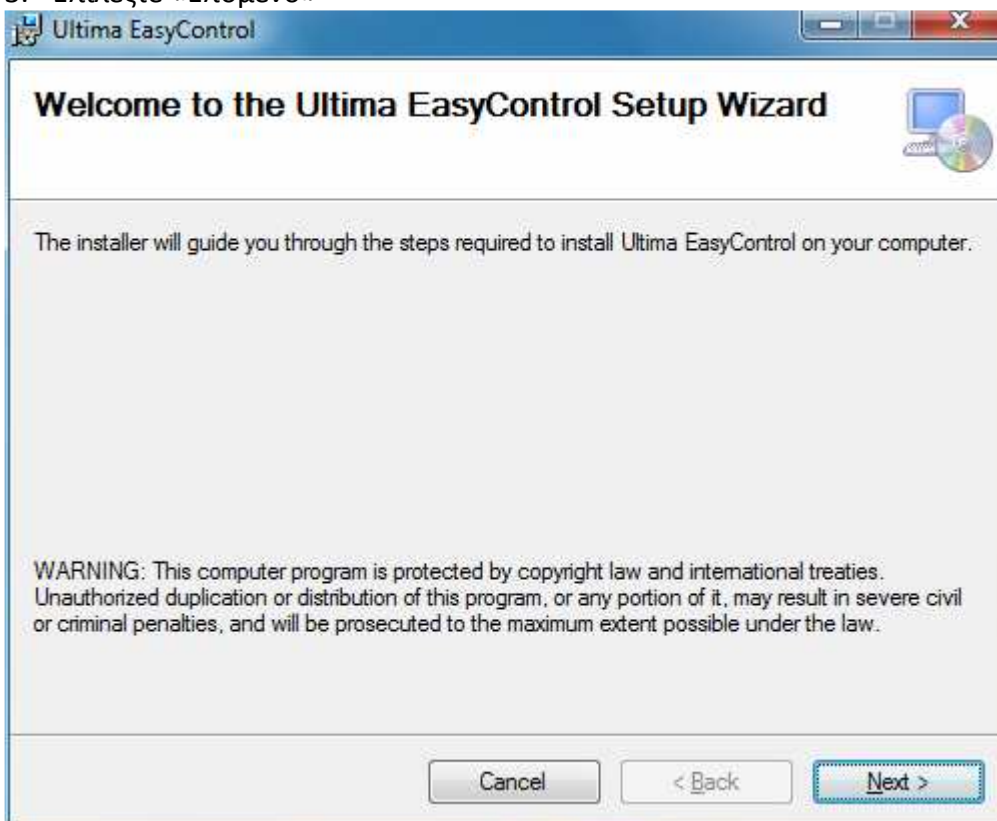 Επιλέξτε «Επόμενο»
Ultima EasyControl
Welcome to the Ultima EasyControl Setup Wizard
The installer will guide you through the steps required to install Ultima EasyControl on your computer.
WARNING: This computer program is protected by copyright law and international treaties.
Unauthorized duplication or distribution of this program, or any portion of it, may result in severe civil
or criminal penalties, and will be prosecuted to the maximum extent possible under the law.
Cancel < Back Next >